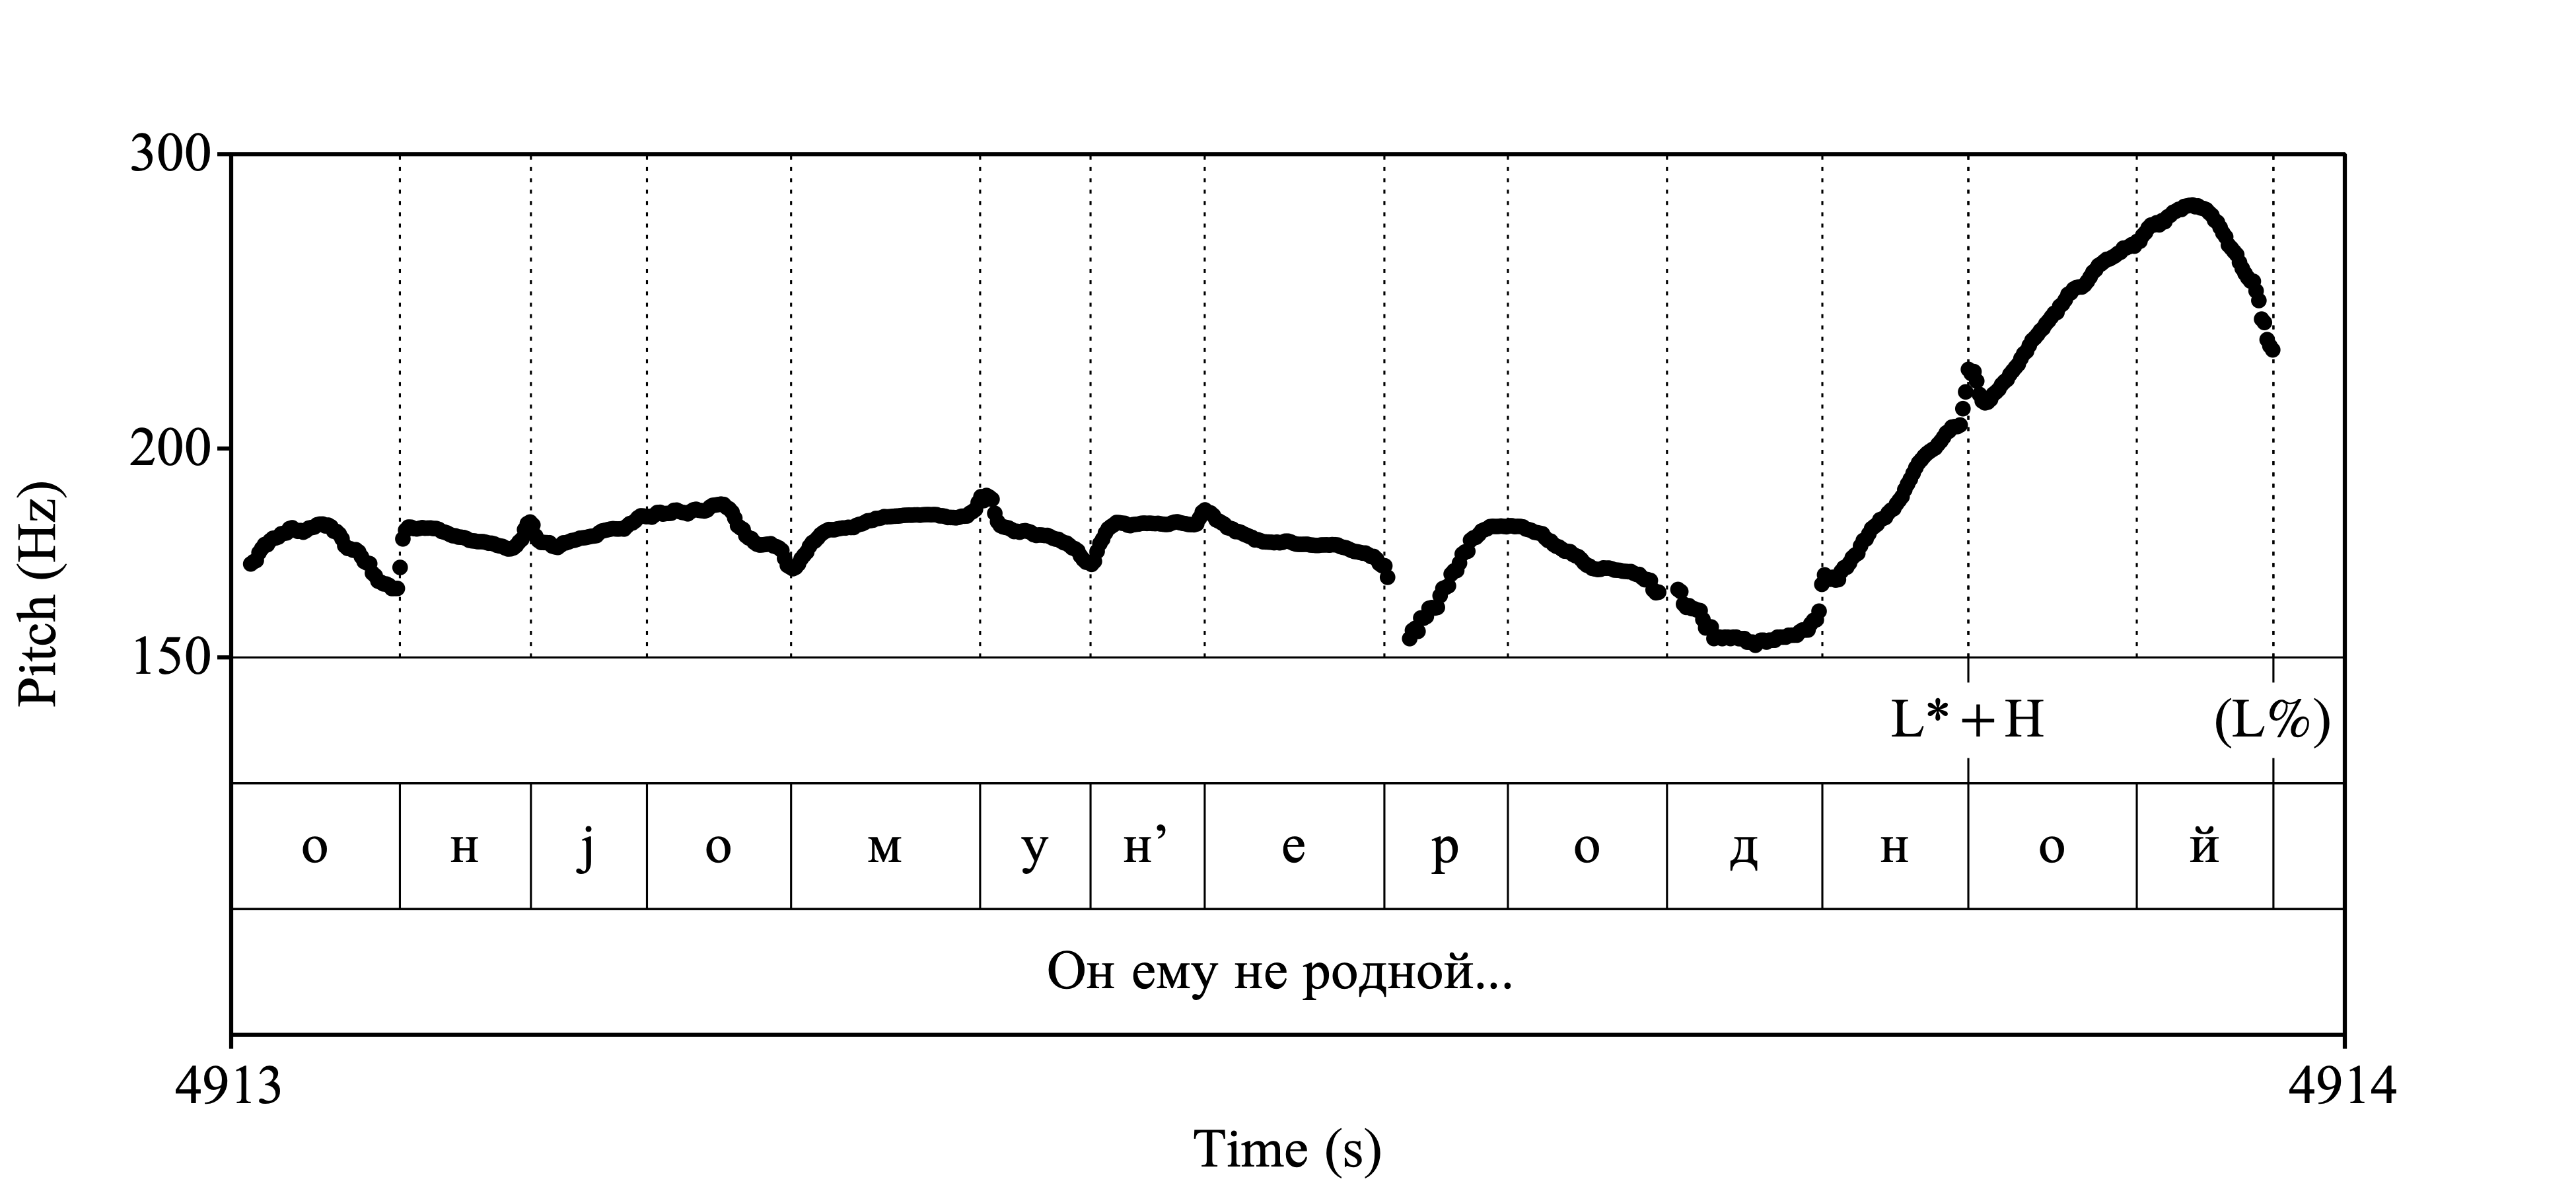 300
200
150
Pitch (Hz)
L* + H (L%)
о н j о м у н’ е р о д н о й
Он ему не родной...
4913 4914
Time (s)